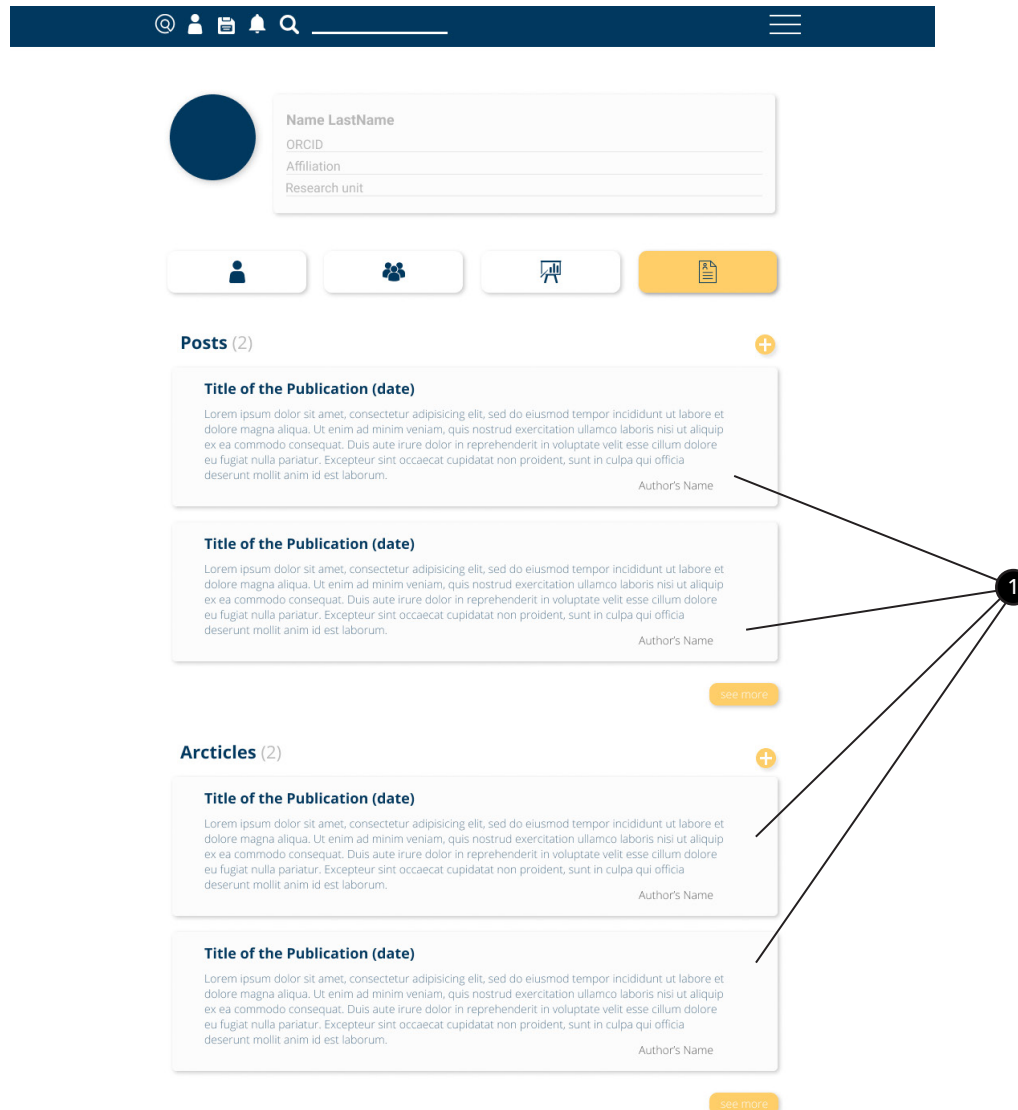 Name LastName
ORCID
Affiliation
Research unit
Posts (2)
Title of the Publication (date)
Lorem ipsum dolor sit amet, consectetur adipisicing elit, sed do eiusmod tempor incididunt ut labore et
dolore magna aliqua. Ut enim ad minim veniam, quis nostrud exercitation ullamco laboris nisi ut aliquip
ex ea commodo consequat. Duis aute irure dolor in reprehenderit in voluptate velit esse cillum dolore
eu fugiat nulla pariatur. Excepteur sint occaecat cupidatat non proident, sunt in culpa qui officia
deserunt mollit anim id est laborum.
Author's Name
Title of the Publication (date)
Lorem ipsum dolor sit amet, consectetur adipisicing elit, sed do eiusmod tempor incididunt ut labore et
dolore magna aliqua. Ut enim ad minim veniam, quis nostrud exercitation ullamco laboris nisi ut aliquip
ex ea commodo consequat. Duis aute irure dolor in reprehenderit in voluptate velit esse cillum dolore
eu fugiat nulla pariatur. Excepteur sint occaecat cupidatat non proident, sunt in culpa qui officia
deserunt mollit anim id est laborum.
Author's Name
1
see more
Arcticles (2)
Title of the Publication (date)
Lorem ipsum dolor sit amet, consectetur adipisicing elit, sed do eiusmod tempor incididunt ut labore et
dolore magna aliqua. Ut enim ad minim veniam, quis nostrud exercitation ullamco laboris nisi ut aliquip
ex ea commodo consequat. Duis aute irure dolor in reprehenderit in voluptate velit esse cillum dolore
eu fugiat nulla pariatur. Excepteur sint occaecat cupidatat non proident, sunt in culpa qui officia
deserunt mollit anim id est laborum.
Author's Name
Title of the Publication (date)
Lorem ipsum dolor sit amet, consectetur adipisicing elit, sed do eiusmod tempor incididunt ut labore et
dolore magna aliqua. Ut enim ad minim veniam, quis nostrud exercitation ullamco laboris nisi ut aliquip
ex ea commodo consequat. Duis aute irure dolor in reprehenderit in voluptate velit esse cillum dolore
eu fugiat nulla pariatur. Excepteur sint occaecat cupidatat non proident, sunt in culpa qui officia
deserunt mollit anim id est laborum.
Author's Name
see more